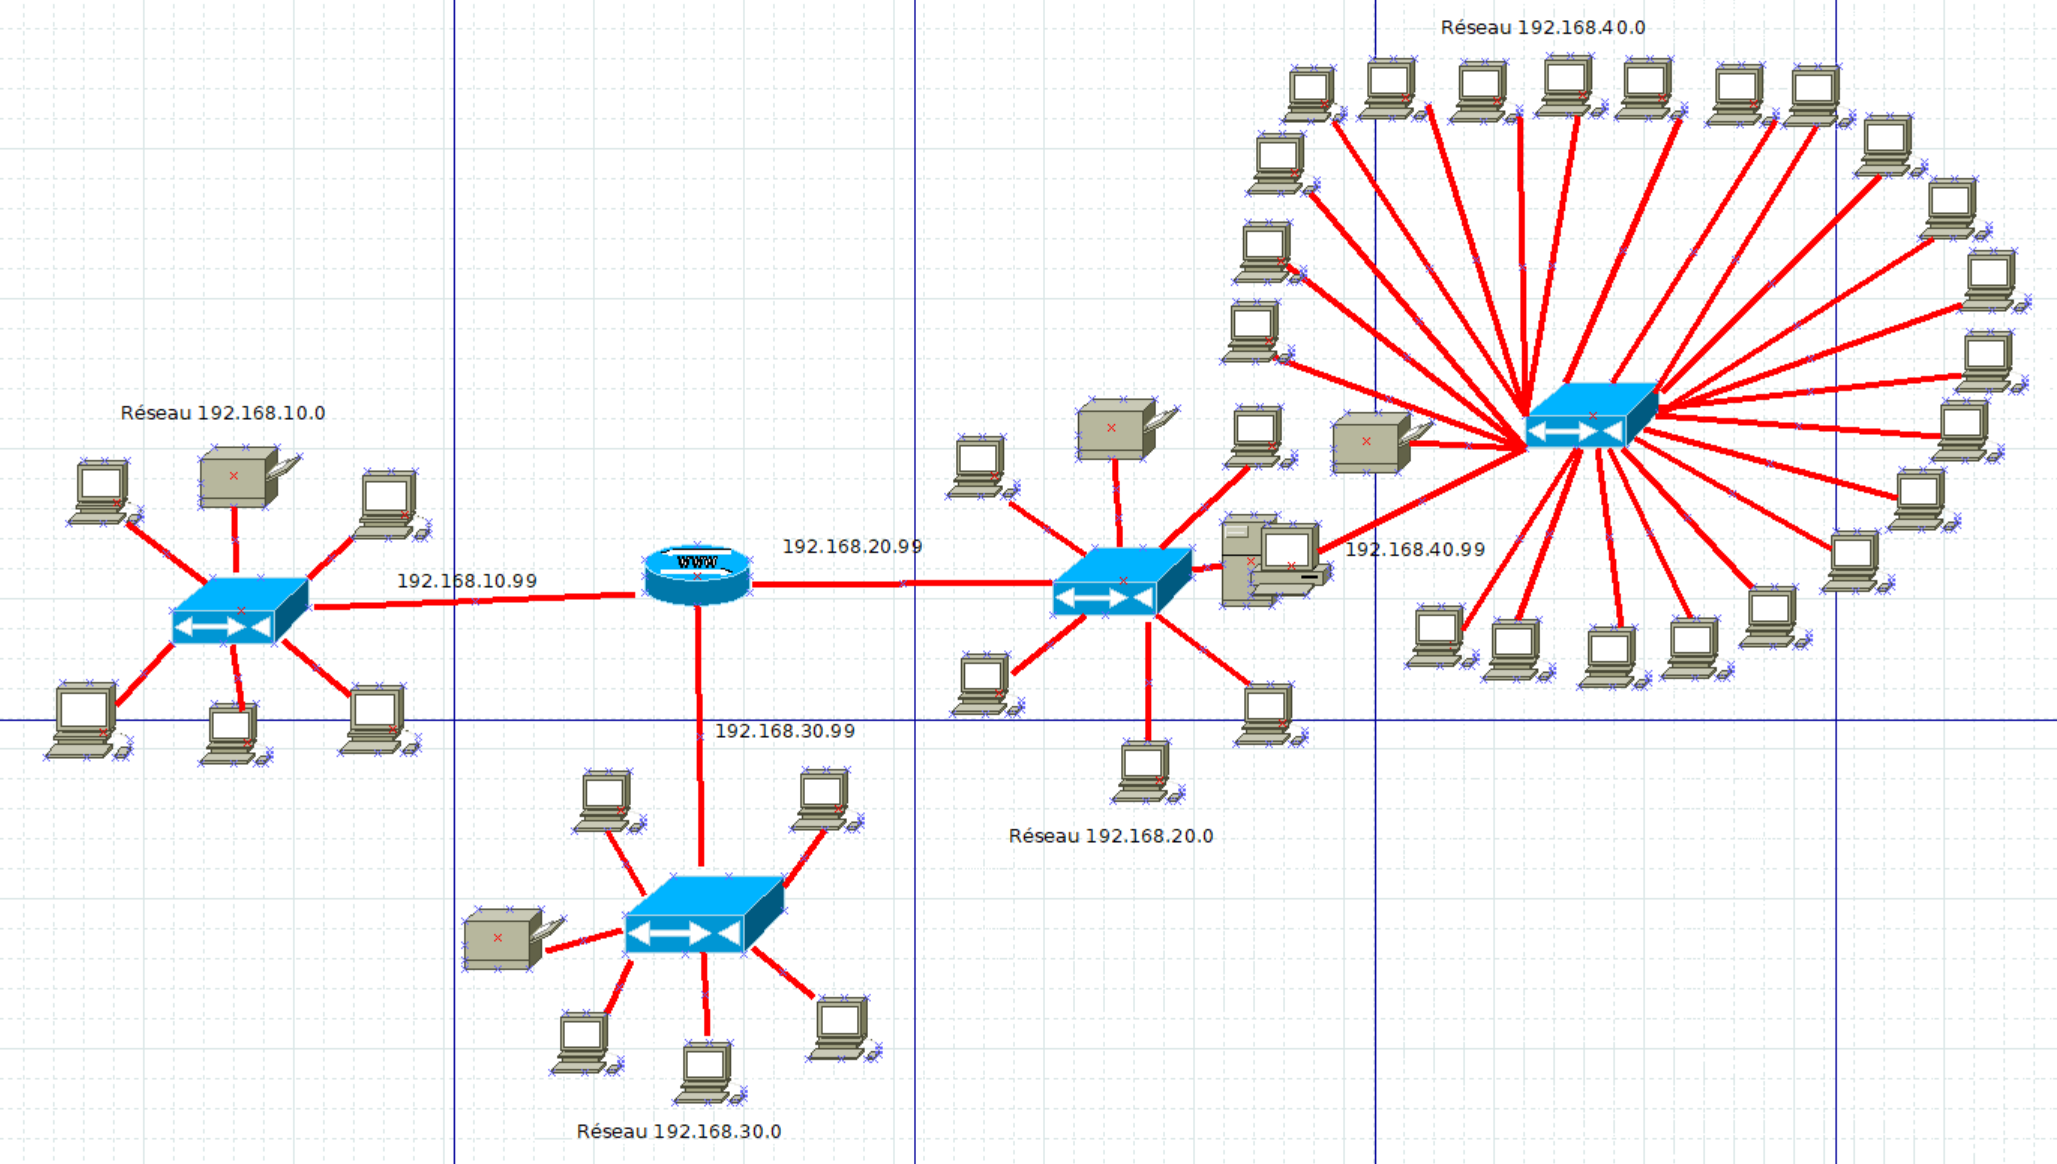 Réseau 192.168.40.0
Réseau 192.168.10.0
192.168.20.99
192.168.40.99
192.168.10.99
WWW
192.168.30.99
Réseau 192.168.20.0
Réseau 192.168.30.0